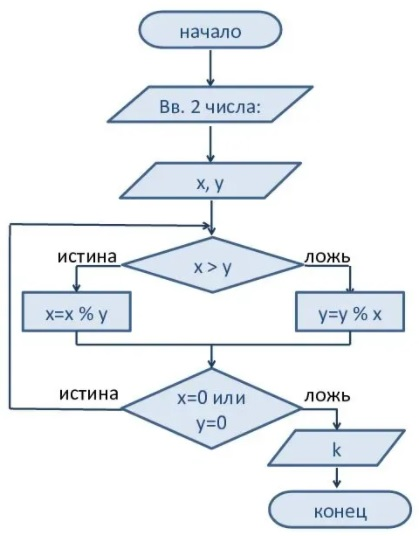 начало
Вв. 2 числа:
x, y
истина
x > y
ложь
x=x % y
y=y % x
истина
x=0 или
y=0
ложь
k
конец